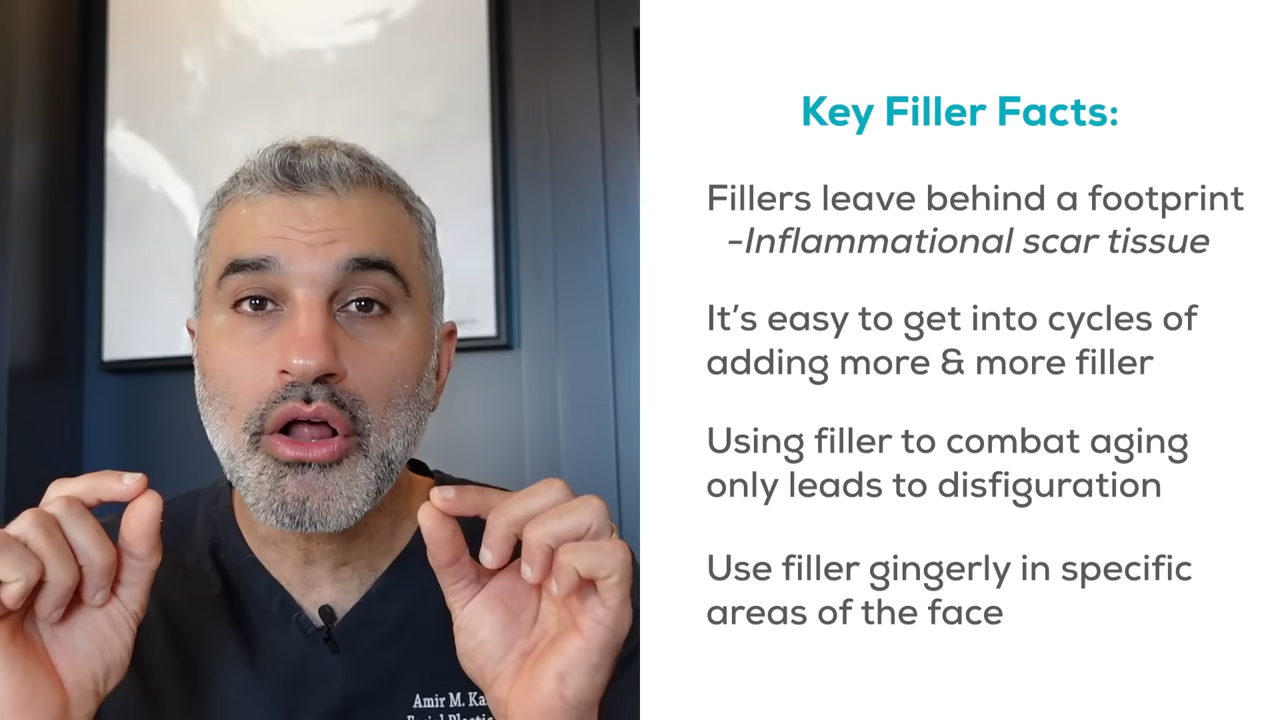 Key Filler Facts:
Fillers leave behind a footprint
-Inflammational scar tissue
It's easy to get into cycles of
adding more & more filler
Using filler to combat aging
only leads to disfiguration
Use filler gingerly in specific
areas of the face
Amir M.